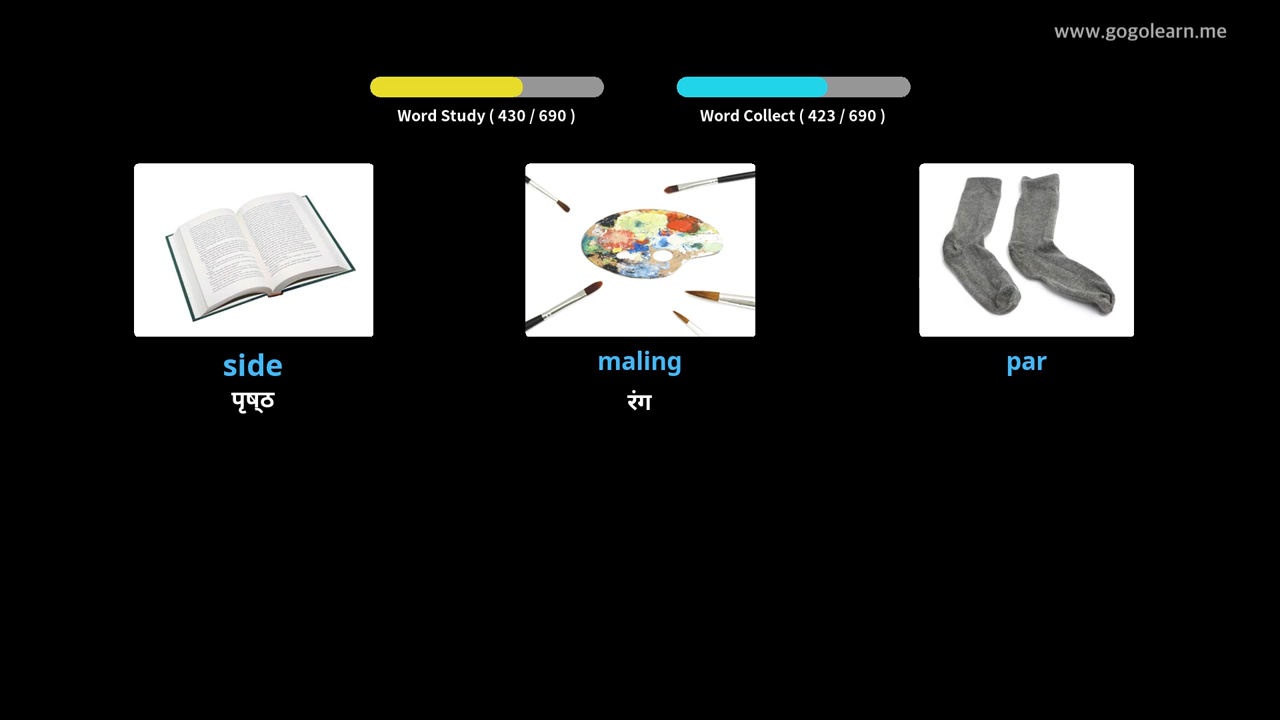 www.gogolearn.me
Word Study ( 430 / 690 )
Word Collect ( 423 / 690 )
side
पृष्ठ
maling
रंग
par